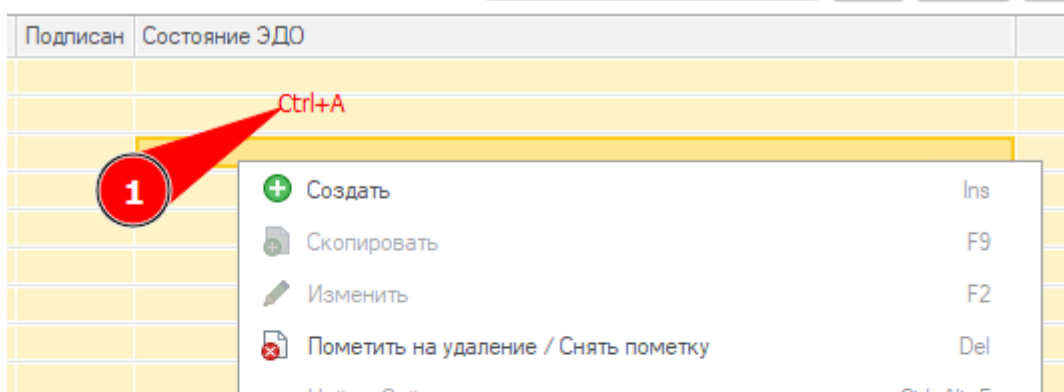 Подписан Состояние ЭДО
Ctrl+A
1
Создать Ins
Скопировать F9
Изменить F2
Пометить на удаление / Снять пометку Del